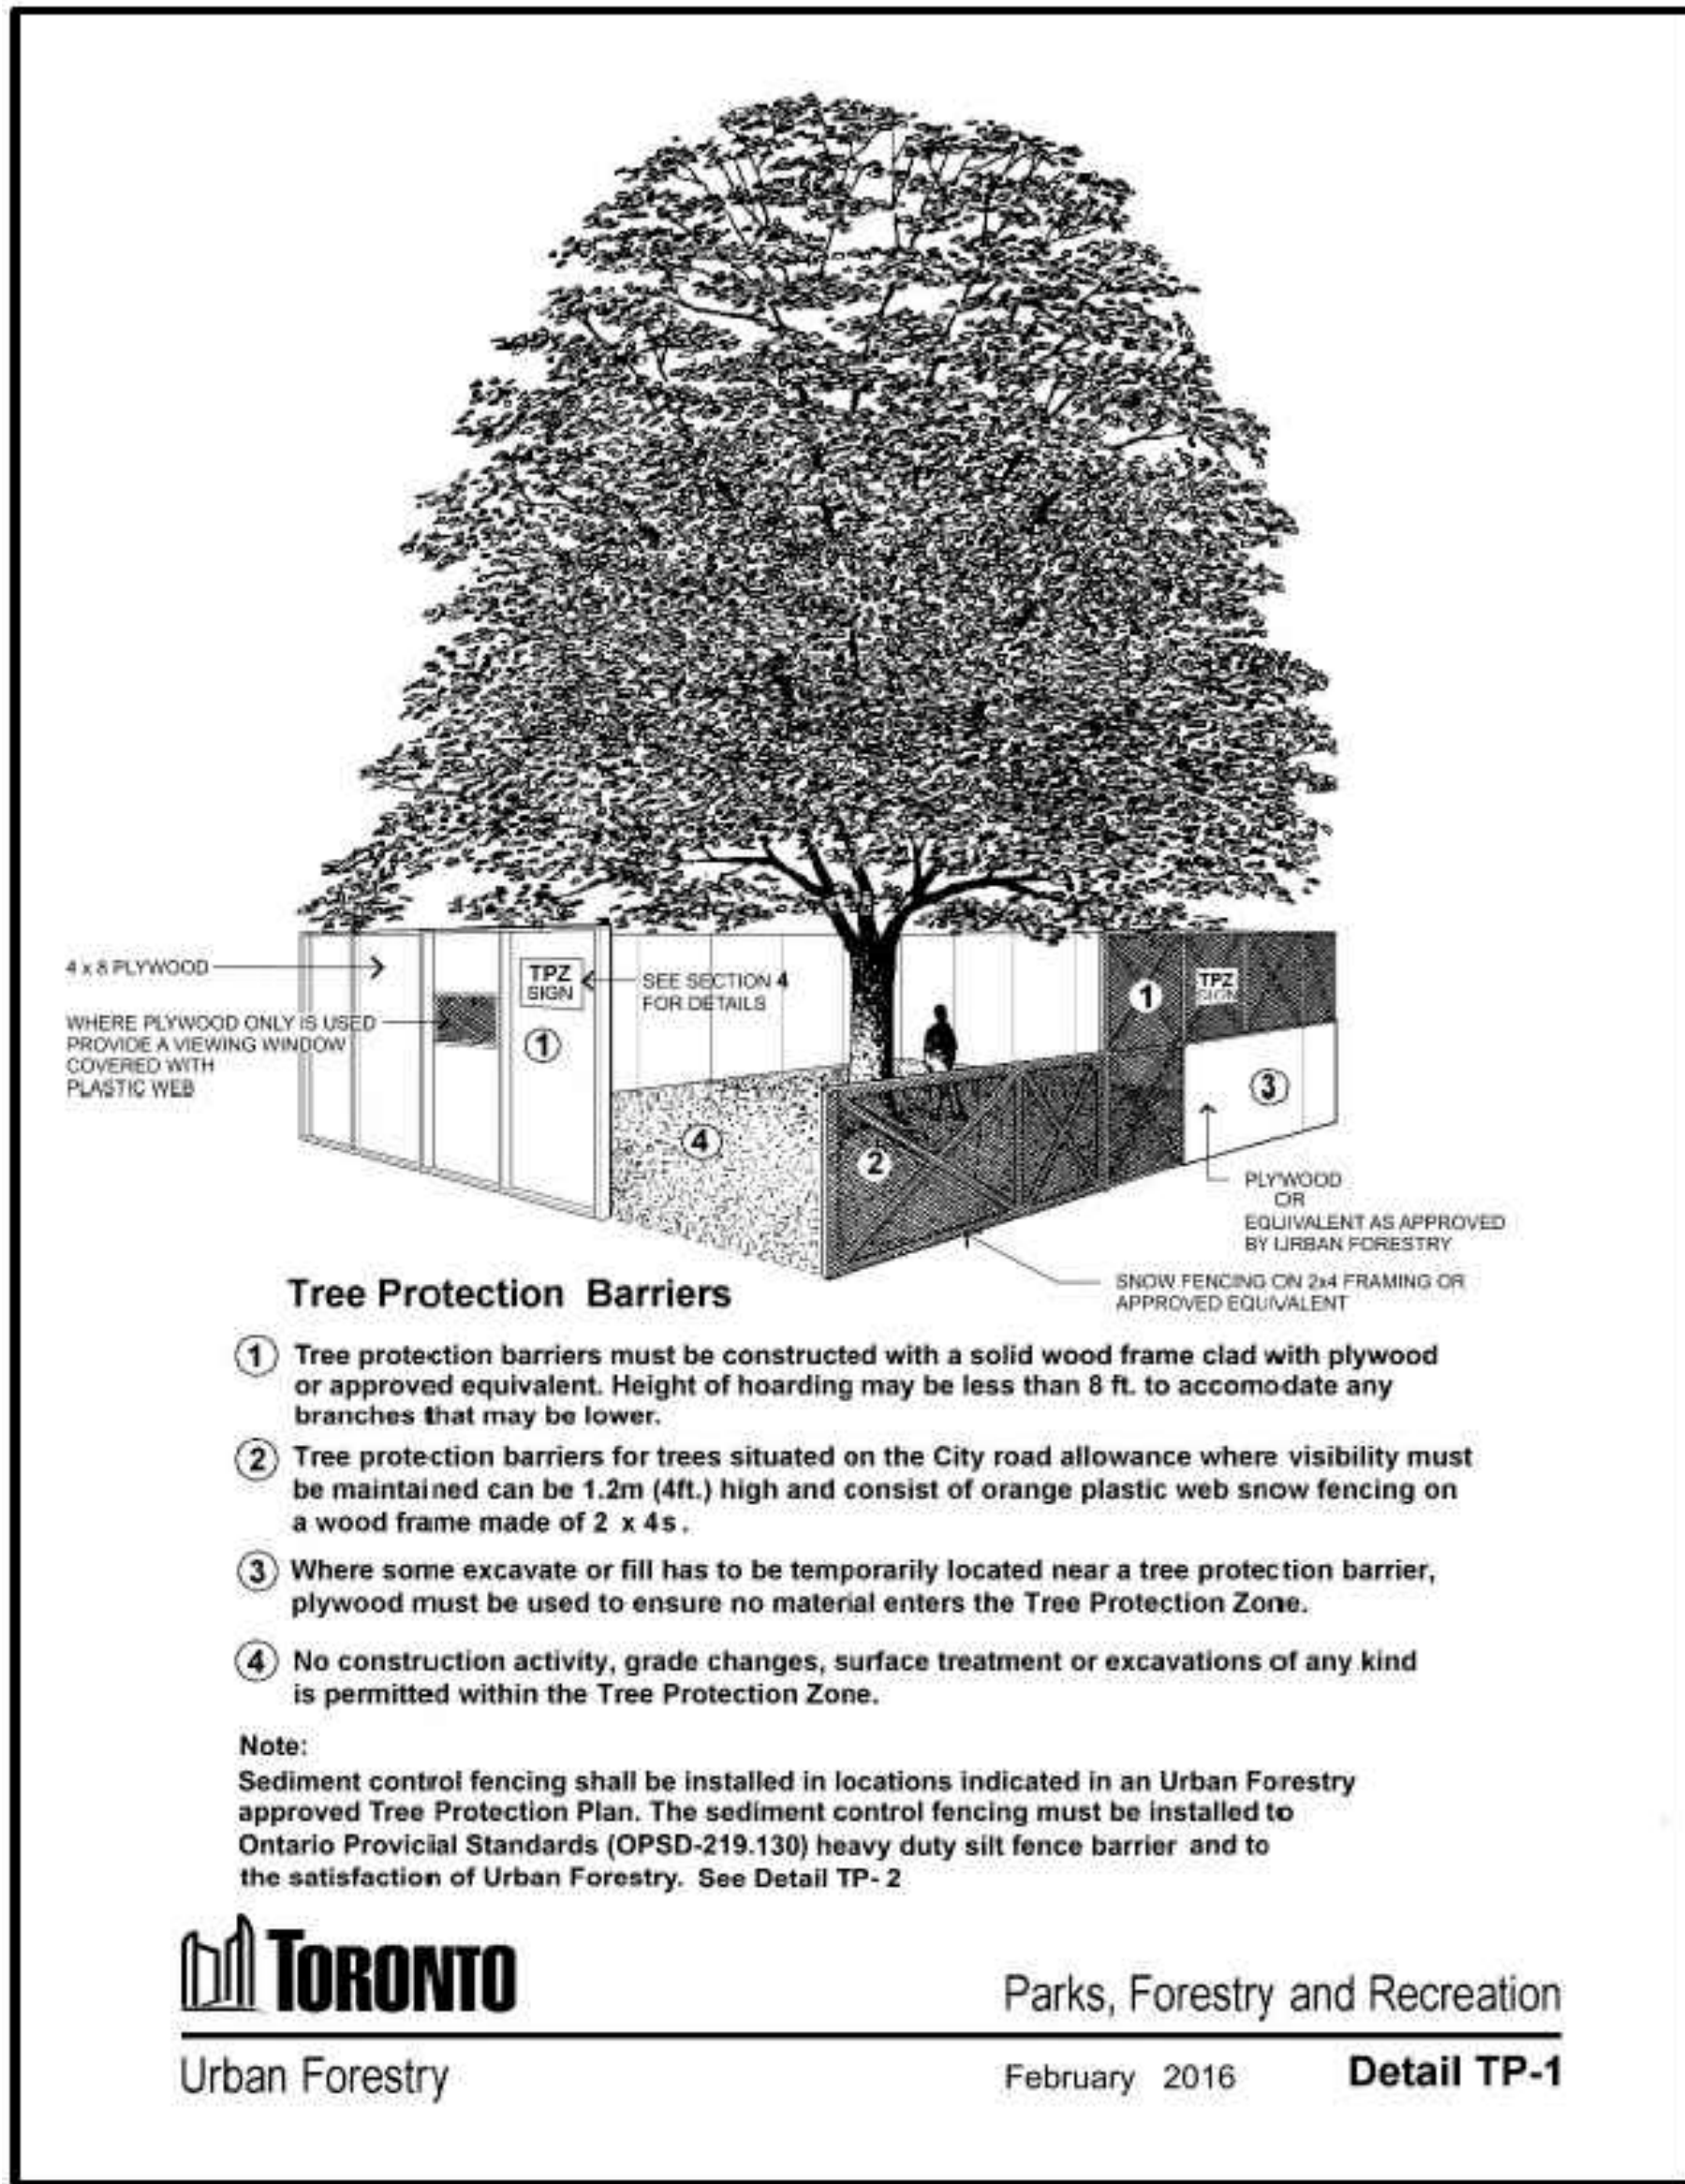 4 x 8 PLYWOOD
WHERE PLYWOOD ONLY IS USED
PROVIDE A VIEWING WINDOW
COVERED WITH
PLASTIC WEB
TPZ
SIGN
SEE SECTION 4
FOR DETAILS
1
4
2
1
TPZ
SIGN
3
PLYWOOD
OR
EQUIVALENT AS APPROVED
BY URBAN FORESTRY
SNOW FENCING ON 2x4 FRAMING OR
APPROVED EQUIVALENT
Tree Protection Barriers
1 Tree protection barriers must be constructed with a solid wood frame clad with plywood
or approved equivalent. Height of hoarding may be less than 8 ft. to accomodate any
branches that may be lower.
2 Tree protection barriers for trees situated on the City road allowance where visibility must
be maintained can be 1.2m (4ft.) high and consist of orange plastic web snow fencing on
a wood frame made of 2 x 4s.
3 Where some excavate or fill has to be temporarily located near a tree protection barrier,
plywood must be used to ensure no material enters the Tree Protection Zone.
4 No construction activity, grade changes, surface treatment or excavations of any kind
is permitted within the Tree Protection Zone.
Note:
Sediment control fencing shall be installed in locations indicated in an Urban Forestry
approved Tree Protection Plan. The sediment control fencing must be installed to
Ontario Provicial Standards (OPSD-219.130) heavy duty silt fence barrier and to
the satisfaction of Urban Forestry. See Detail TP- 2
TORONTO
Parks, Forestry and Recreation
Urban Forestry
February 2016
Detail TP-1